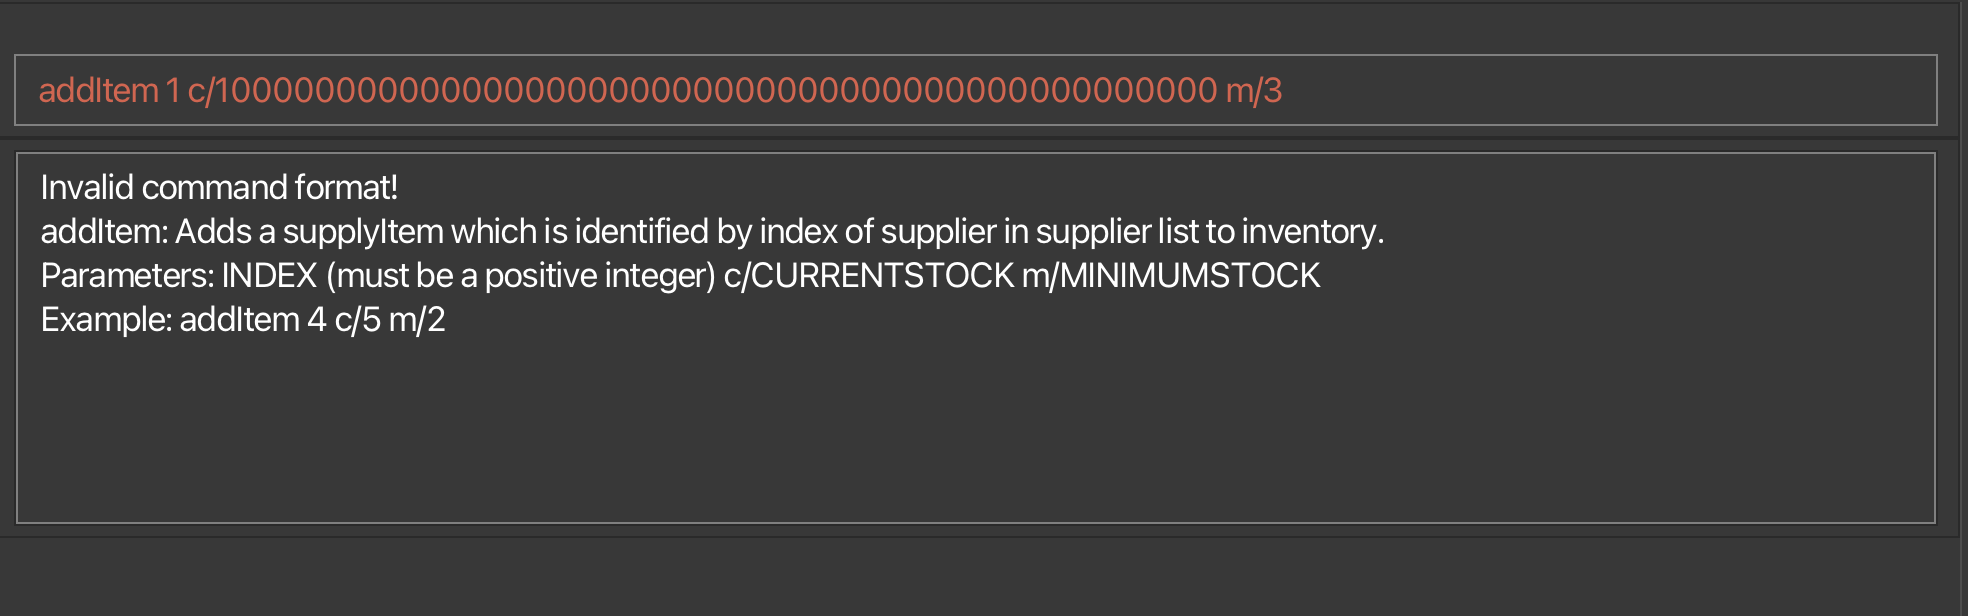 addItem 1 c/10000000000000000000000000000000000000000000000 m/3
Invalid command format!
addItem: Adds a supplyItem which is identified by index of supplier in supplier list to inventory.
Parameters: INDEX (must be a positive integer) c/CURRENTSTOCK m/MINIMUMSTOCK
Example: addItem 4 c/5 m/2